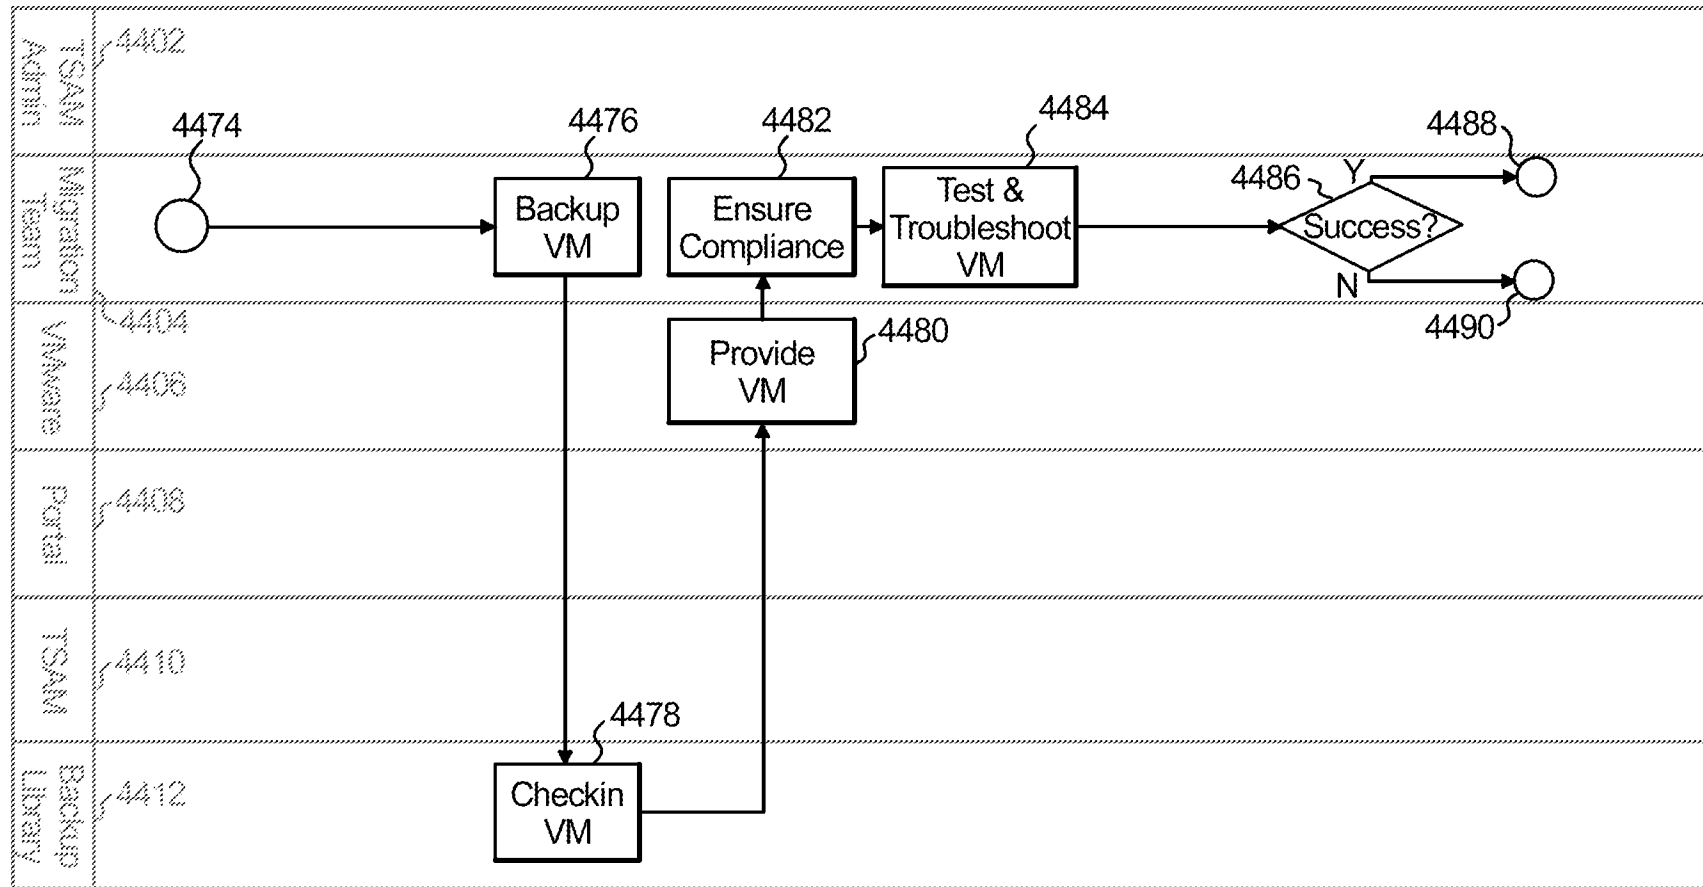 TSAM
Admin
4402
4474
4476
4482
4484
4488
Migration
Team
4404
Backup
VM
Ensure
Compliance
Test &
Troubleshoot
VM
4486
Y
Success?
N
4490
VMware
4406
Provide
VM
4480
Portal
4408
TSAM
4410
4478
Backup
Library
4412
Checkin
VM